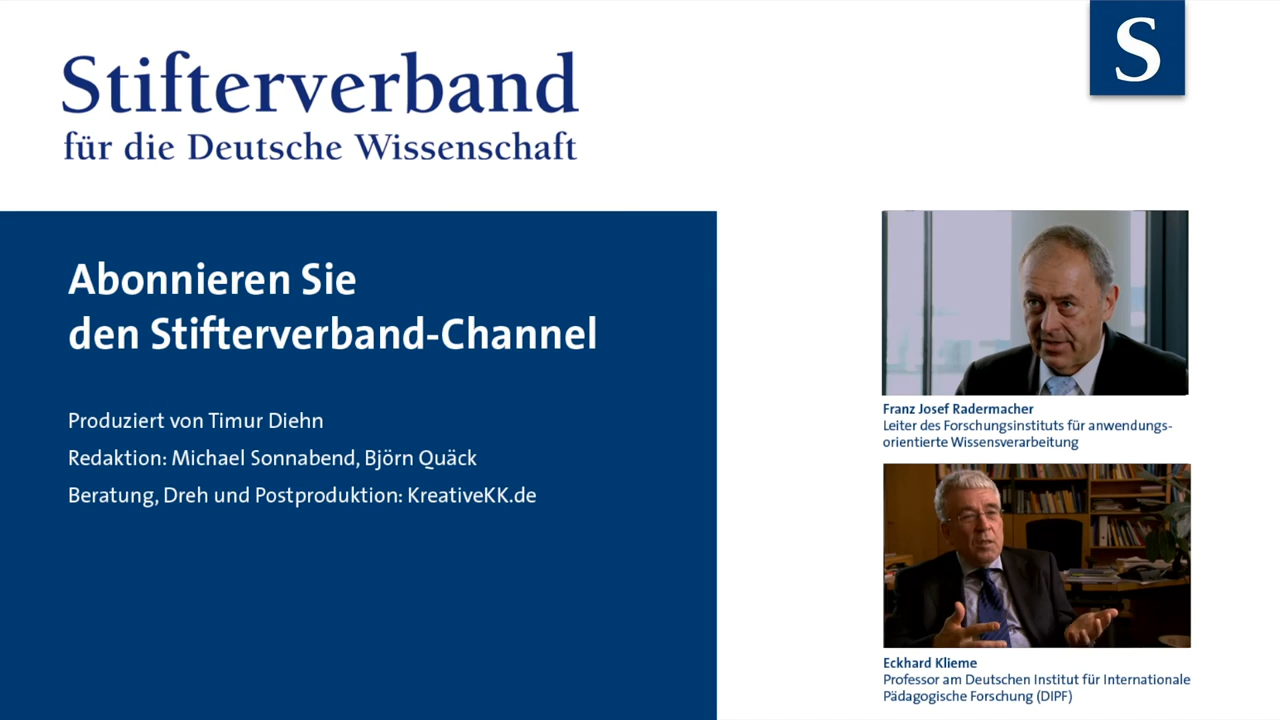 Stifterverband
für die Deutsche Wissenschaft
S
Abonnieren Sie
den Stifterverband-Channel
Produziert von Timur Diehn
Redaktion: Michael Sonnabend, Björn Quäck
Beratung, Dreh und Postproduktion: KreativeKK.de
Franz Josef Radermacher
Leiter des Forschungsinstituts für anwendungs-
orientierte Wissensverarbeitung
Eckhard Klieme
Professor am Deutschen Institut für Internationale
Pädagogische Forschung (DIPF)